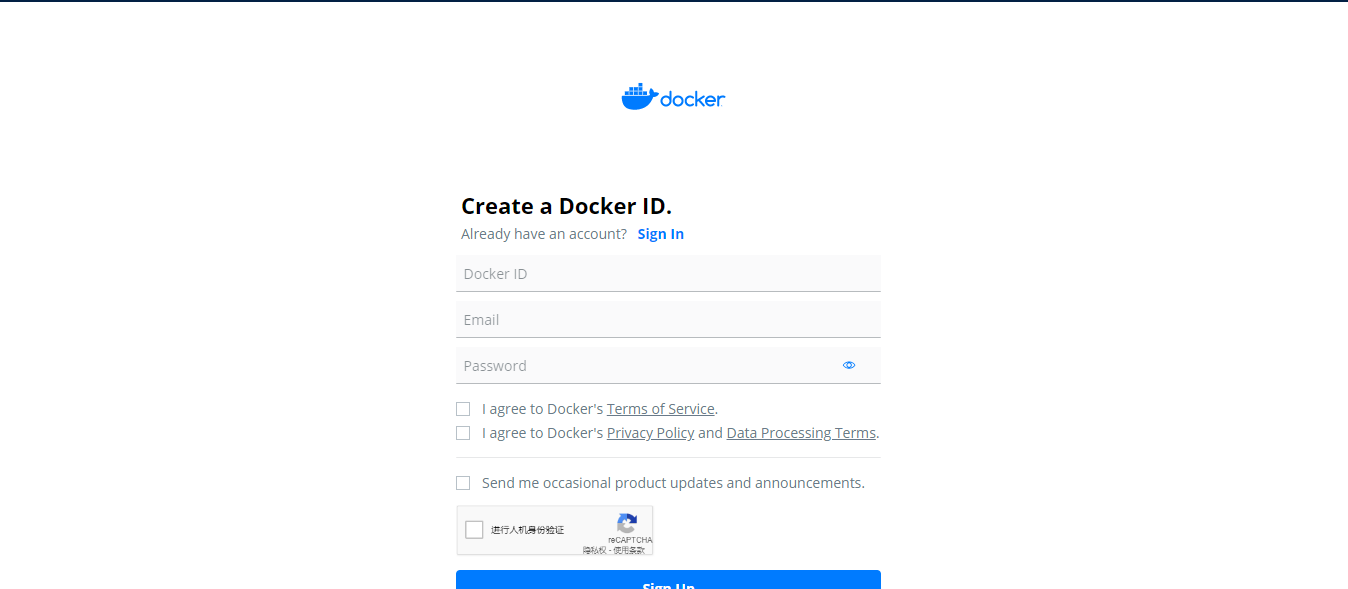 docker
Create a Docker ID.
Already have an account? Sign In
Docker ID
Email
Password
I agree to Docker's Terms of Service.
I agree to Docker's Privacy Policy and Data Processing Terms.
Send me occasional product updates and announcements.
进行人机身份验证
reCAPTCHA
隐私权 - 使用条款
Sign Up